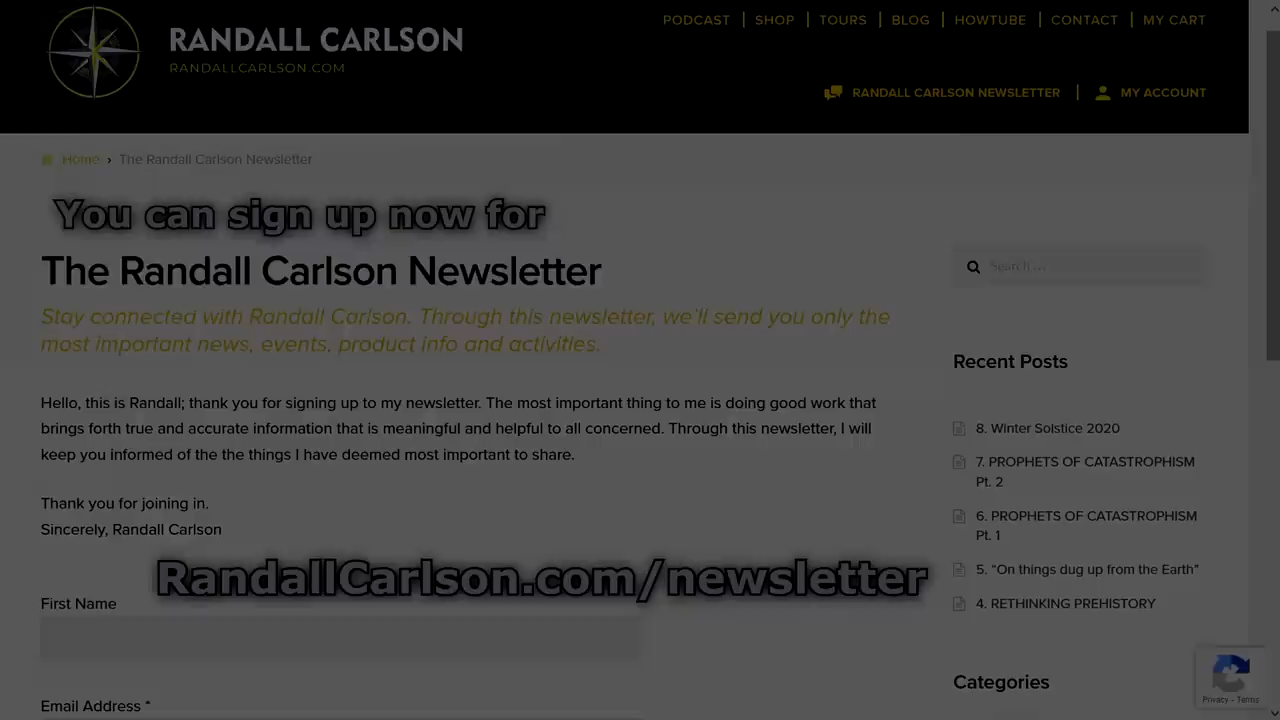 RANDALL CARLSON
RANDALLCARLSON.COM
PODCAST | SHOP | TOURS | BLOG | HOWTUBE | CONTACT | MY CART
RANDALL CARLSON NEWSLETTER | MY ACCOUNT
Home › The Randall Carlson Newsletter
You can sign up now for
The Randall Carlson Newsletter
Stay connected with Randall Carlson. Through this newsletter, we'll send you only the
most important news, events, product info and activities.
Hello, this is Randall; thank you for signing up to my newsletter. The most important thing to me is doing good work that
brings forth true and accurate information that is meaningful and helpful to all concerned. Through this newsletter, I will
keep you informed of the the things I have deemed most important to share.
Thank you for joining in.
Sincerely, Randall Carlson
RandallCarlson.com/newsletter
First Name
Email Address *
Search …
Recent Posts
8. Winter Solstice 2020
7. PROPHETS OF CATASTROPHISM
Pt. 2
6. PROPHETS OF CATASTROPHISM
Pt. 1
5. “On things dug up from the Earth”
4. RETHINKING PREHISTORY
Categories
Privacy - Terms